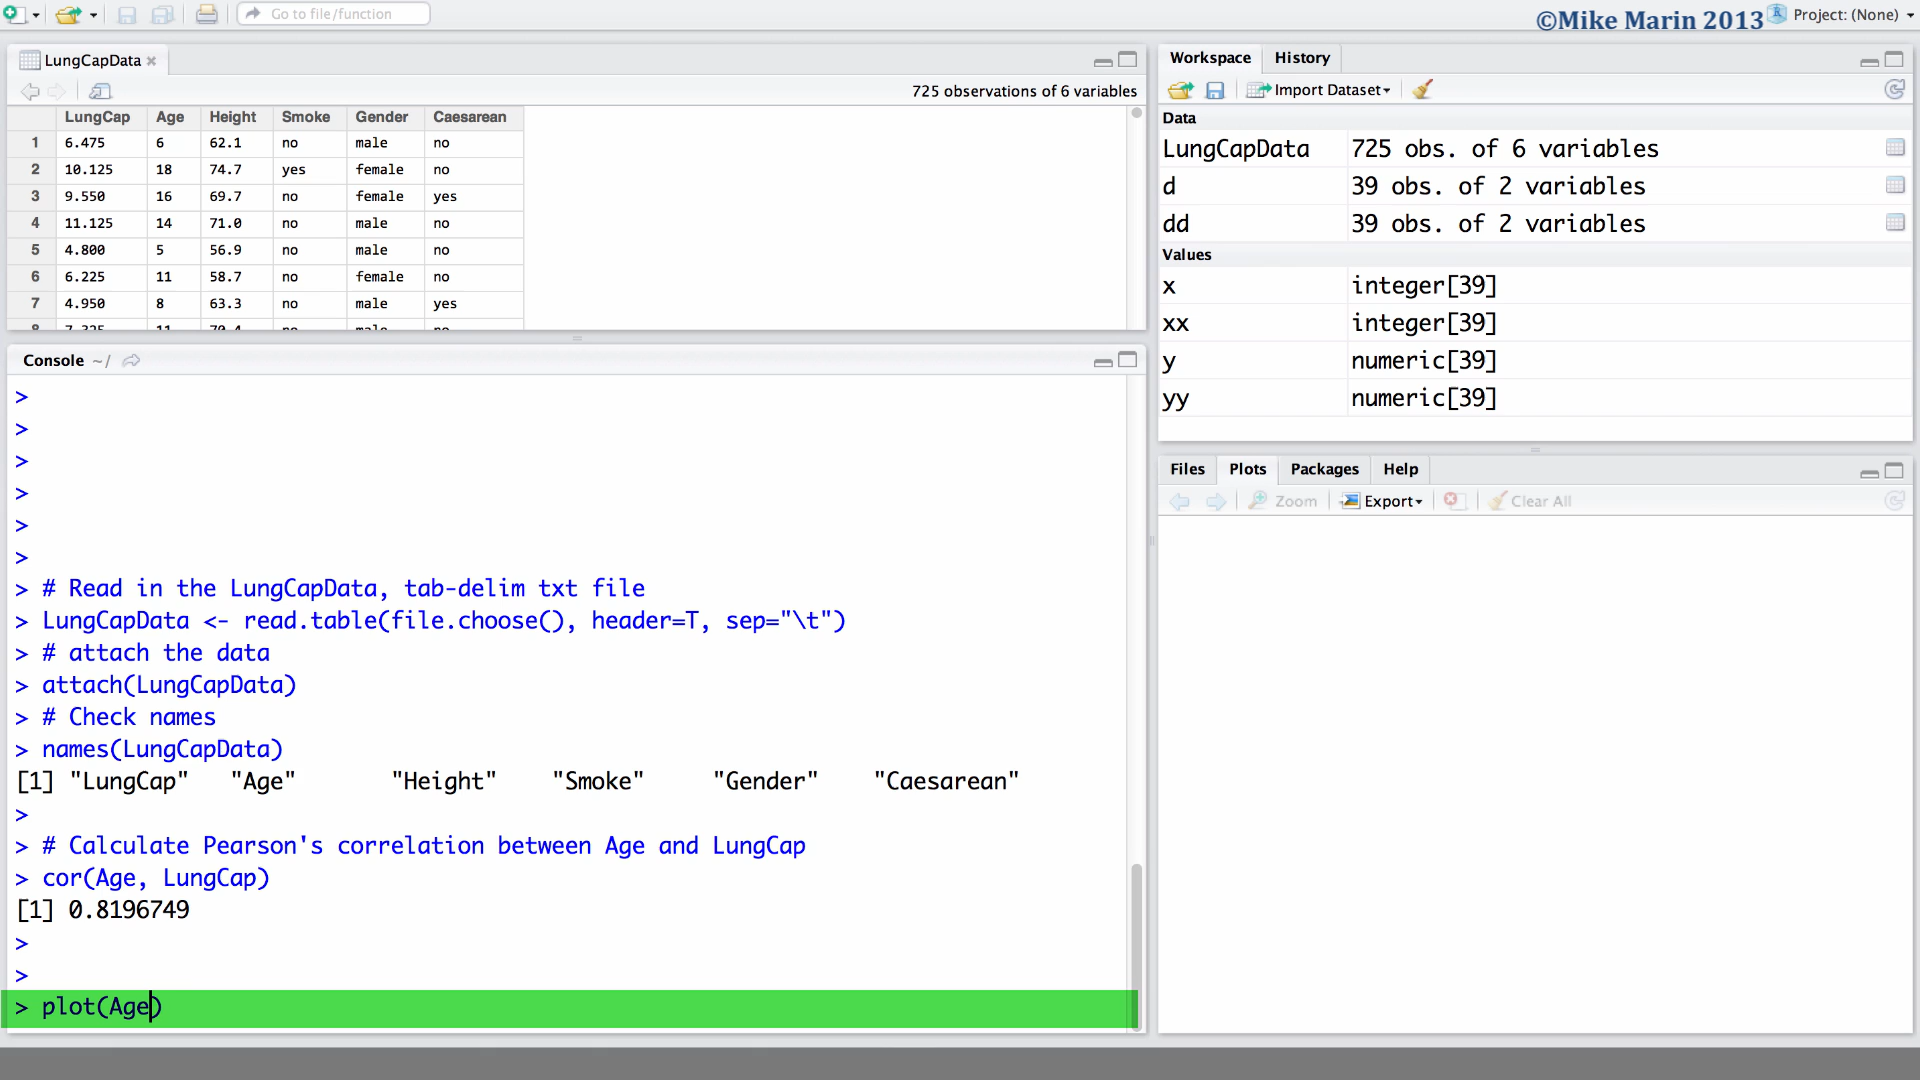 Go to file/function
©Mike Marin 2013
Project: (None)
LungCapData
725 observations of 6 variables
LungCap Age Height Smoke Gender Caesarean
1 6.475 6 62.1 no male no
2 10.125 18 74.7 yes female no
3 9.550 16 69.7 no female yes
4 11.125 14 71.0 no male no
5 4.800 5 56.9 no male no
6 6.225 11 58.7 no female no
7 4.950 8 63.3 no male yes
8 7.325 11 70.4 no male no
Console ~/
>
>
>
>
>
>
> # Read in the LungCapData, tab-delim txt file
> LungCapData <- read.table(file.choose(), header=T, sep="\t")
> # attach the data
> attach(LungCapData)
> # Check names
> names(LungCapData)
[1] "LungCap" "Age" "Height" "Smoke" "Gender" "Caesarean"
>
> # Calculate Pearson's correlation between Age and LungCap
> cor(Age, LungCap)
[1] 0.8196749
>
>
> plot(Age)
Workspace History
Import Dataset
Data
LungCapData 725 obs. of 6 variables
d 39 obs. of 2 variables
dd 39 obs. of 2 variables
Values
x integer[39]
xx integer[39]
y numeric[39]
yy numeric[39]
Files Plots Packages Help
Zoom Export Clear All